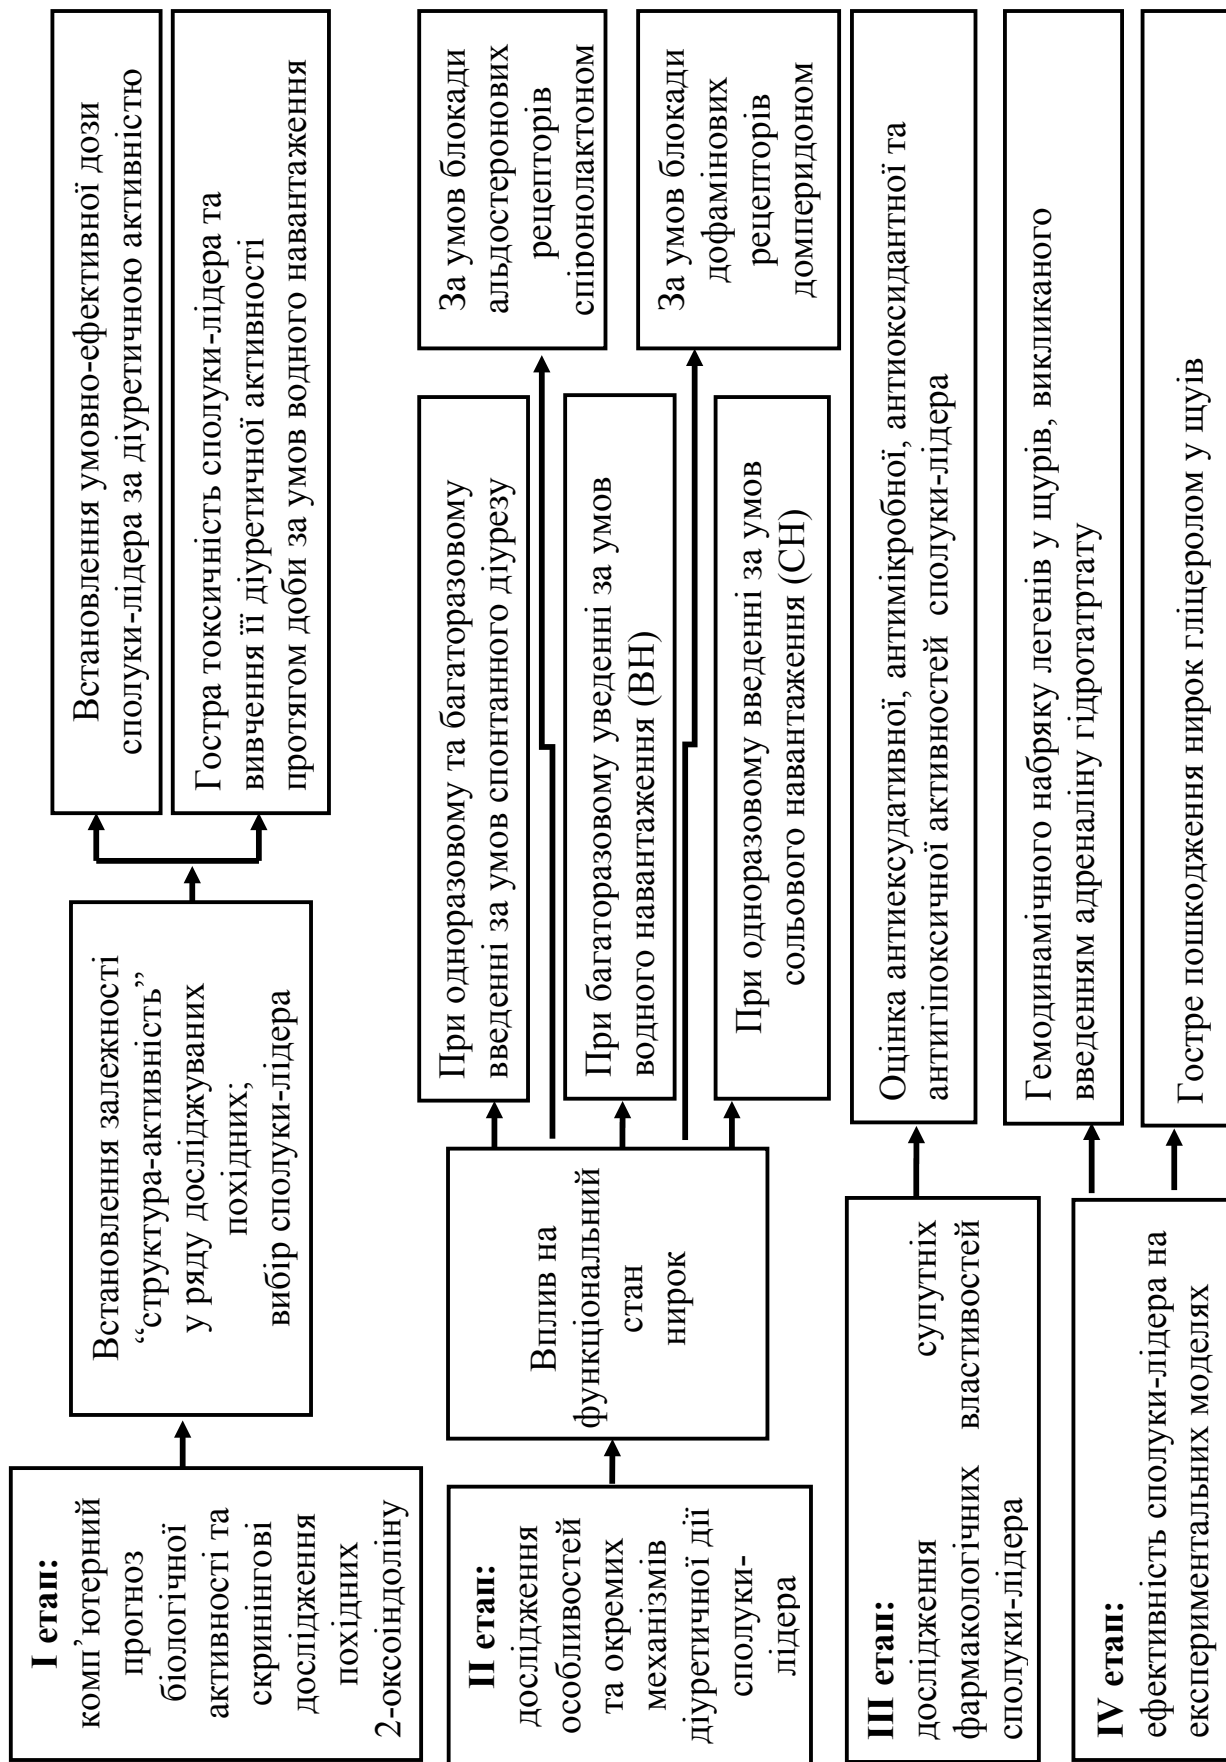 І етап:
комп’ютерний
прогноз
біологічної
активності та
скринінгові
дослідження
похідних
2-оксоіндоліну
Встановлення залежності
“структура-активність”
у ряду досліджуваних
похідних;
вибір сполуки-лідера
Встановлення умовно-ефективної дози
сполуки-лідера за діуретичною активністю
Гостра токсичність сполуки-лідера та
вивчення її діуретичної активності
протягом доби за умов водного навантаження
ІІ етап:
дослідження
особливостей
та окремих
механізмів
діуретичної дії
сполуки-
лідера
Вплив на
функціональний
стан
нирок
При одноразовому та багаторазовому
введенні за умов спонтанного діурезу
При багаторазовому уведенні за умов
водного навантаження (ВН)
При одноразовому введенні за умов
сольового навантаження (СН)
За умов блокади
альдостеронових
рецепторів
спіронолактоном
За умов блокади
дофамінових
рецепторів
домперидоном
ІІІ етап:
дослідження супутніх
фармакологічних властивостей
сполуки-лідера
Оцінка антиексудативної, антимікробної, антиоксидантної та
антигіпоксичної активностей сполуки-лідера
IV етап:
ефективність сполуки-лідера на
експериментальних моделях
Гемодинамічного набряку легенів у щурів, викликаного
введенням адреналіну гідротатртату
Гостре пошкодження нирок гліцеролом у щуів